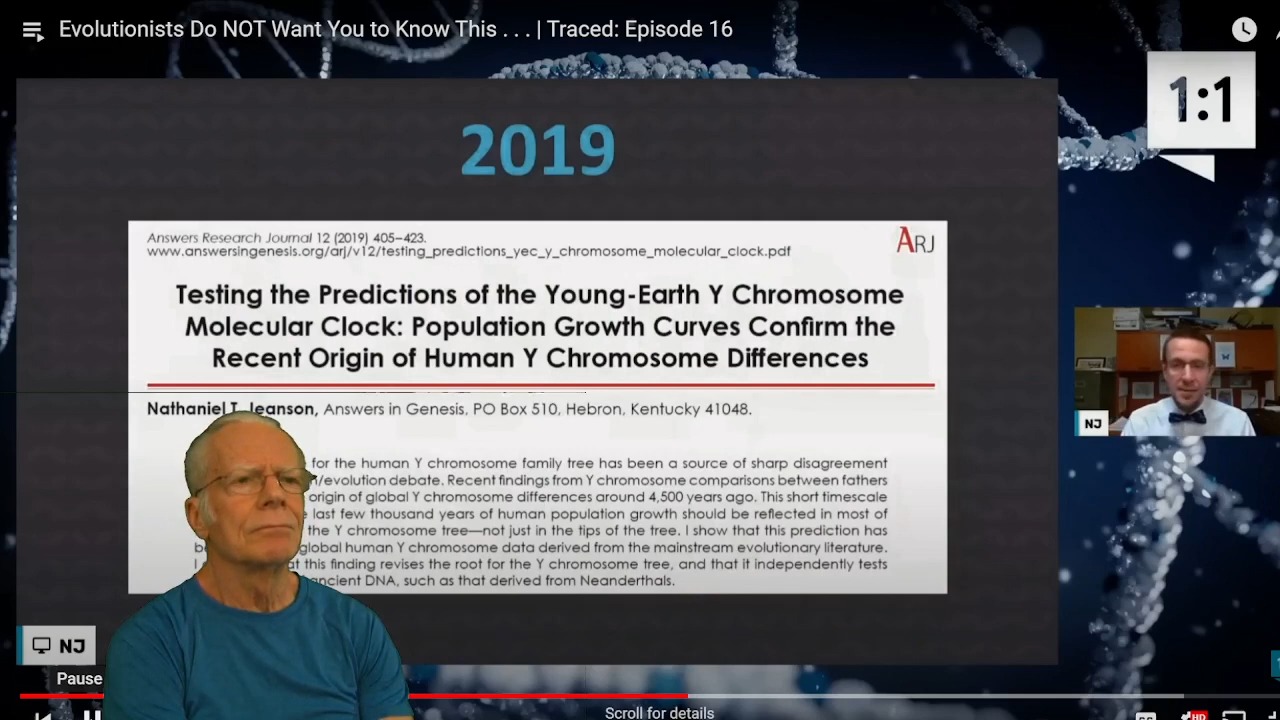 Evolutionists Do NOT Want You to Know This . . . | Traced: Episode 16
1:1
2019
Answers Research Journal 12 (2019) 405–423.
www.answersingenesis.org/arj/v12/testing_predictions_yec_y_chromosome_molecular_clock.pdf
ARJ
Testing the Predictions of the Young-Earth Y Chromosome
Molecular Clock: Population Growth Curves Confirm the
Recent Origin of Human Y Chromosome Differences
Nathaniel T. Jeanson, Answers in Genesis, PO Box 510, Hebron, Kentucky 41048.
NJ
for the human Y chromosome family tree has been a source of sharp disagreement
/evolution debate. Recent findings from Y chromosome comparisons between fathers
origin of global Y chromosome differences around 4,500 years ago. This short timescale
last few thousand years of human population growth should be reflected in most of
the Y chromosome tree—not just in the tips of the tree. I show that this prediction has
global human Y chromosome data derived from the mainstream evolutionary literature.
I at this finding revises the root for the Y chromosome tree, and that it independently tests
ancient DNA, such as that derived from Neanderthals.
NJ
Pause
Scroll for details
HD